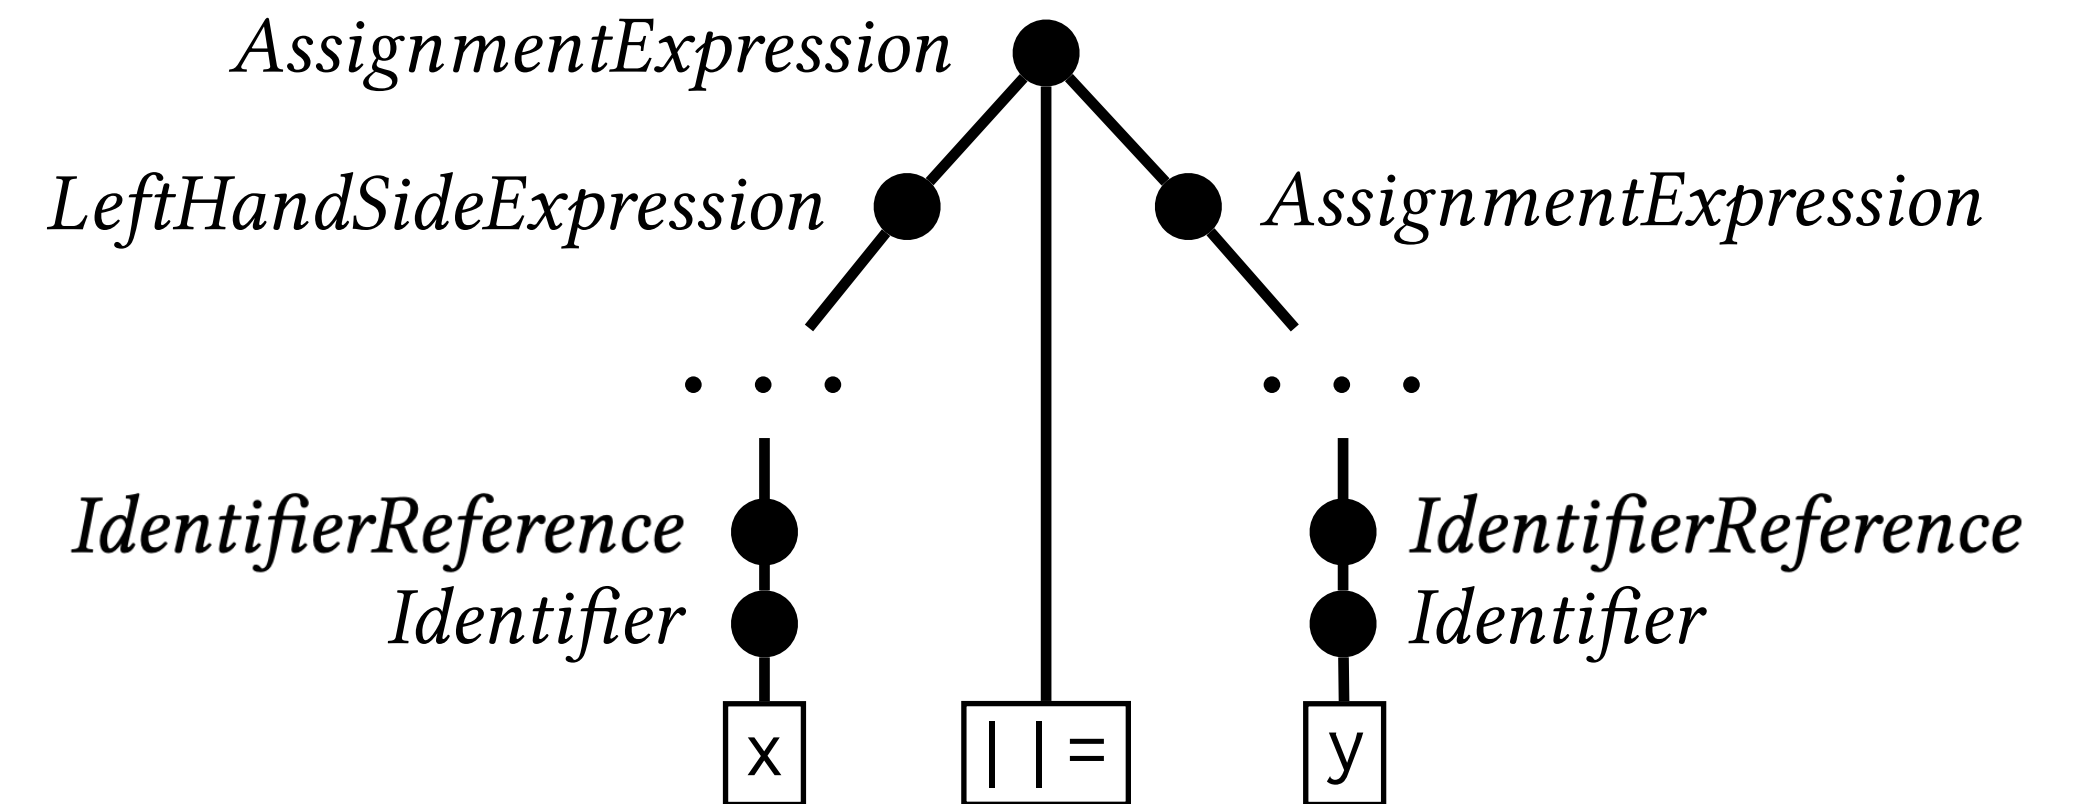 AssignmentExpression
LeftHandSideExpression AssignmentExpression
. . . . . .
IdentifierReference IdentifierReference
Identifier Identifier
x ||= y